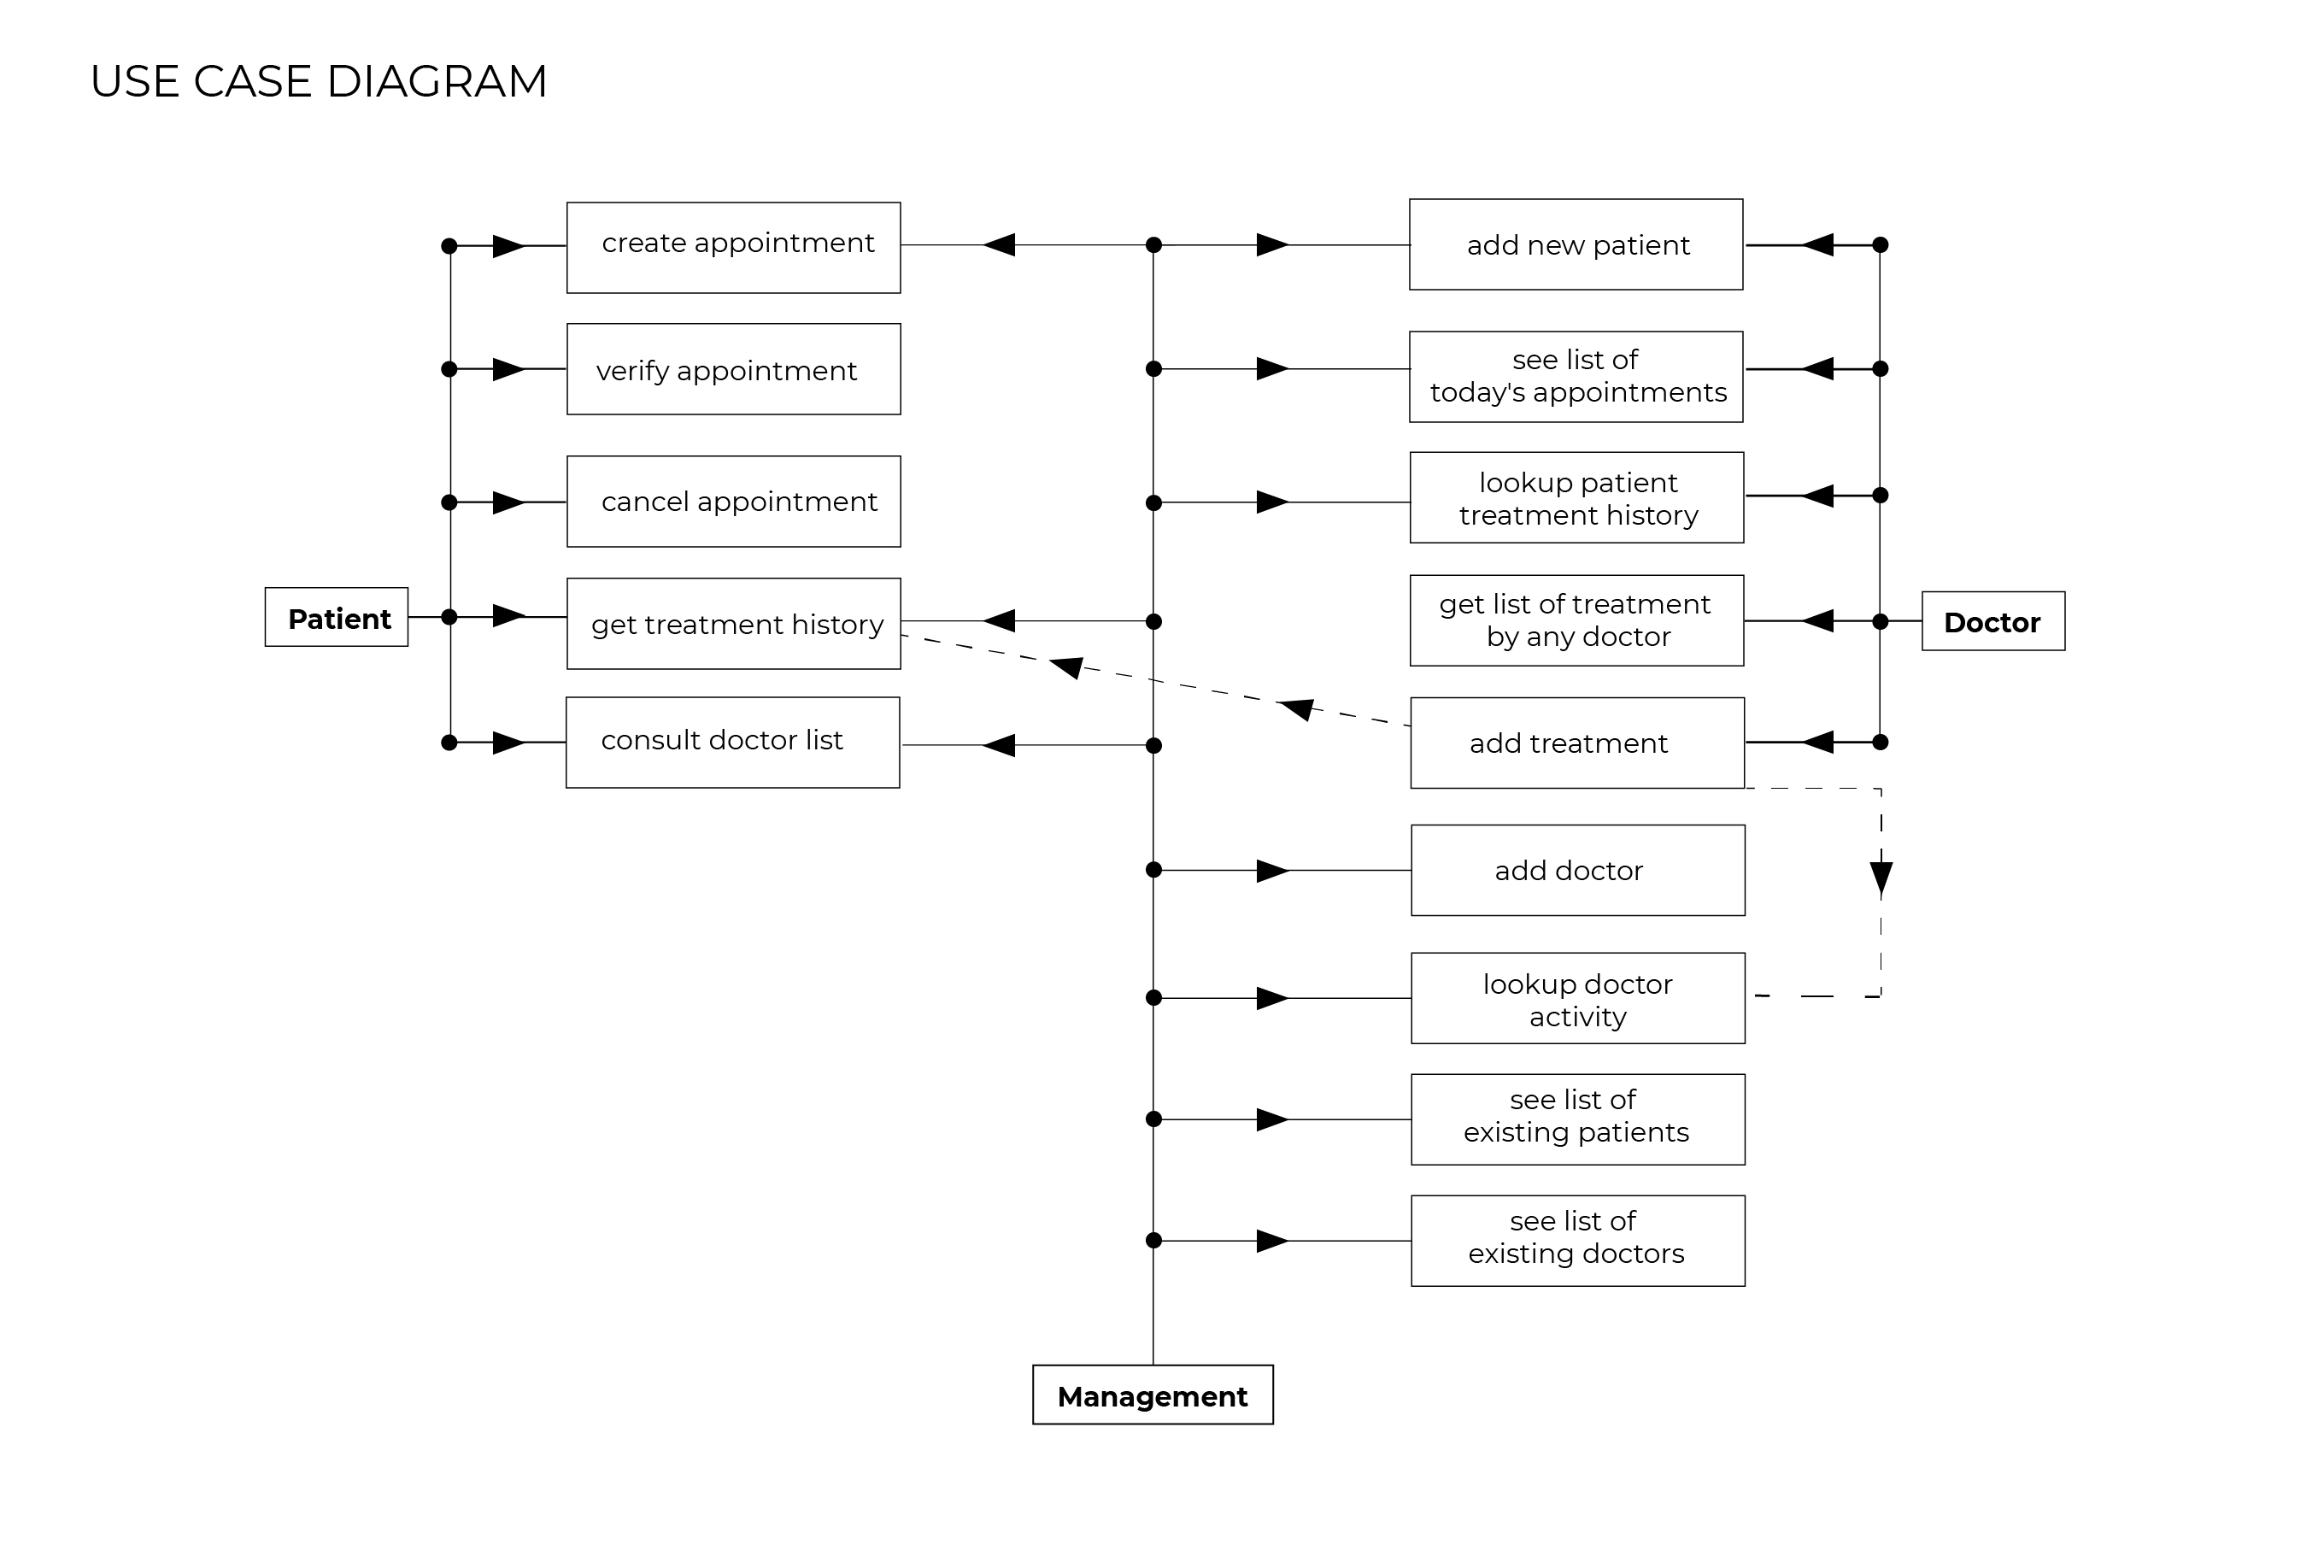 USE CASE DIAGRAM
create appointment
add new patient
verify appointment
see list of
today's appointments
cancel appointment
lookup patient
treatment history
Patient
get treatment history
get list of treatment
by any doctor
Doctor
consult doctor list
add treatment
add doctor
lookup doctor
activity
see list of
existing patients
see list of
existing doctors
Management